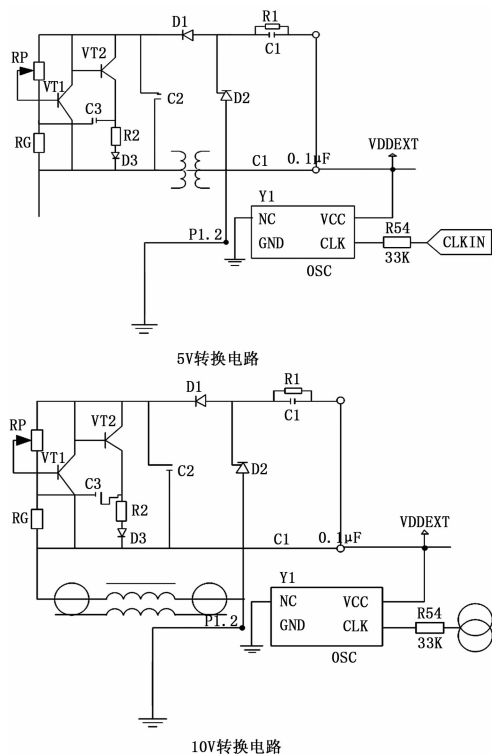 D1
R1
C1
RP
VT1
VT2
C3
C2
D2
R2
RG
D3
C1
0.1μF
VDDEXT
Y1
NC
VCC
GND
CLK
P1.2
R54
33K
CLKIN
OSC
5V转换电路
D1
R1
C1
RP
VT1
VT2
C3
C2
D2
R2
RG
D3
C1
0.1μF
VDDEXT
Y1
NC
VCC
GND
CLK
P1.2
R54
33K
OSC
10V转换电路